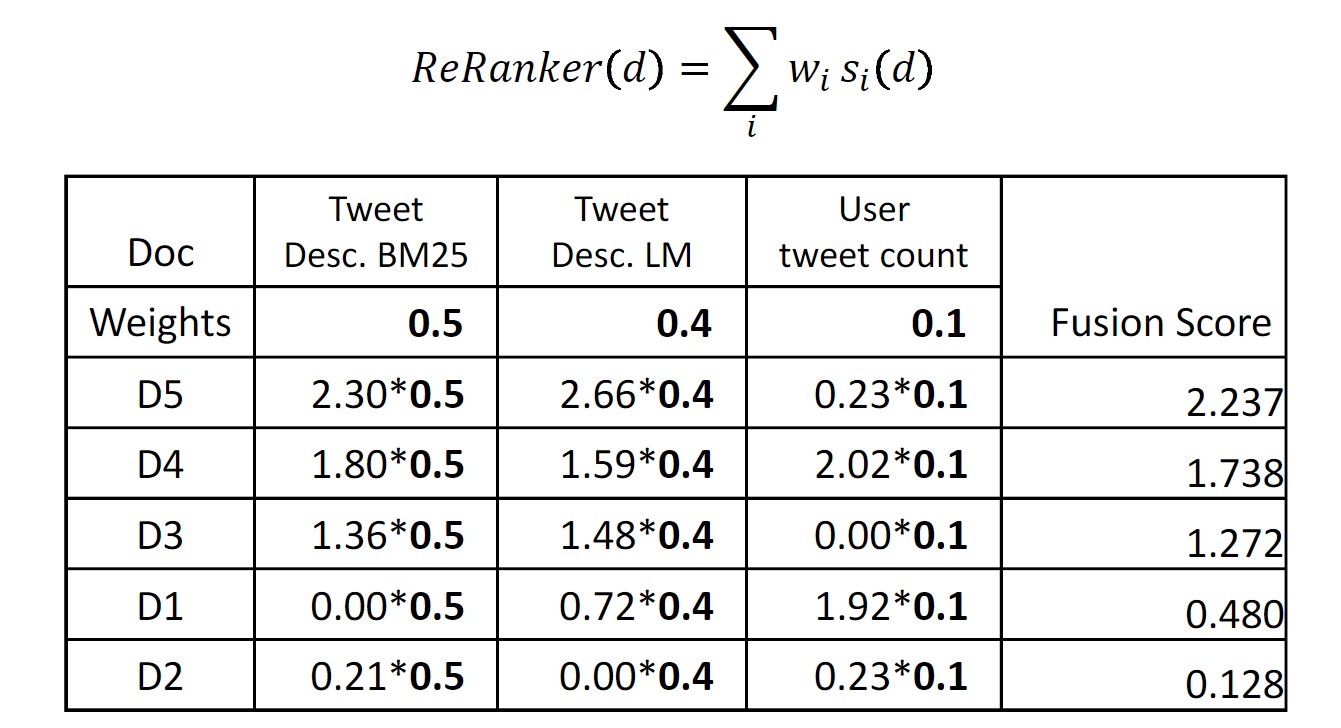 ReRanker(d) = ∑ᵢ wᵢ sᵢ(d)
Doc Tweet Desc. BM25 Tweet Desc. LM User tweet count Fusion Score
Weights 0.5 0.4 0.1
D5 2.30*0.5 2.66*0.4 0.23*0.1 2.237
D4 1.80*0.5 1.59*0.4 2.02*0.1 1.738
D3 1.36*0.5 1.48*0.4 0.00*0.1 1.272
D1 0.00*0.5 0.72*0.4 1.92*0.1 0.480
D2 0.21*0.5 0.00*0.4 0.23*0.1 0.128